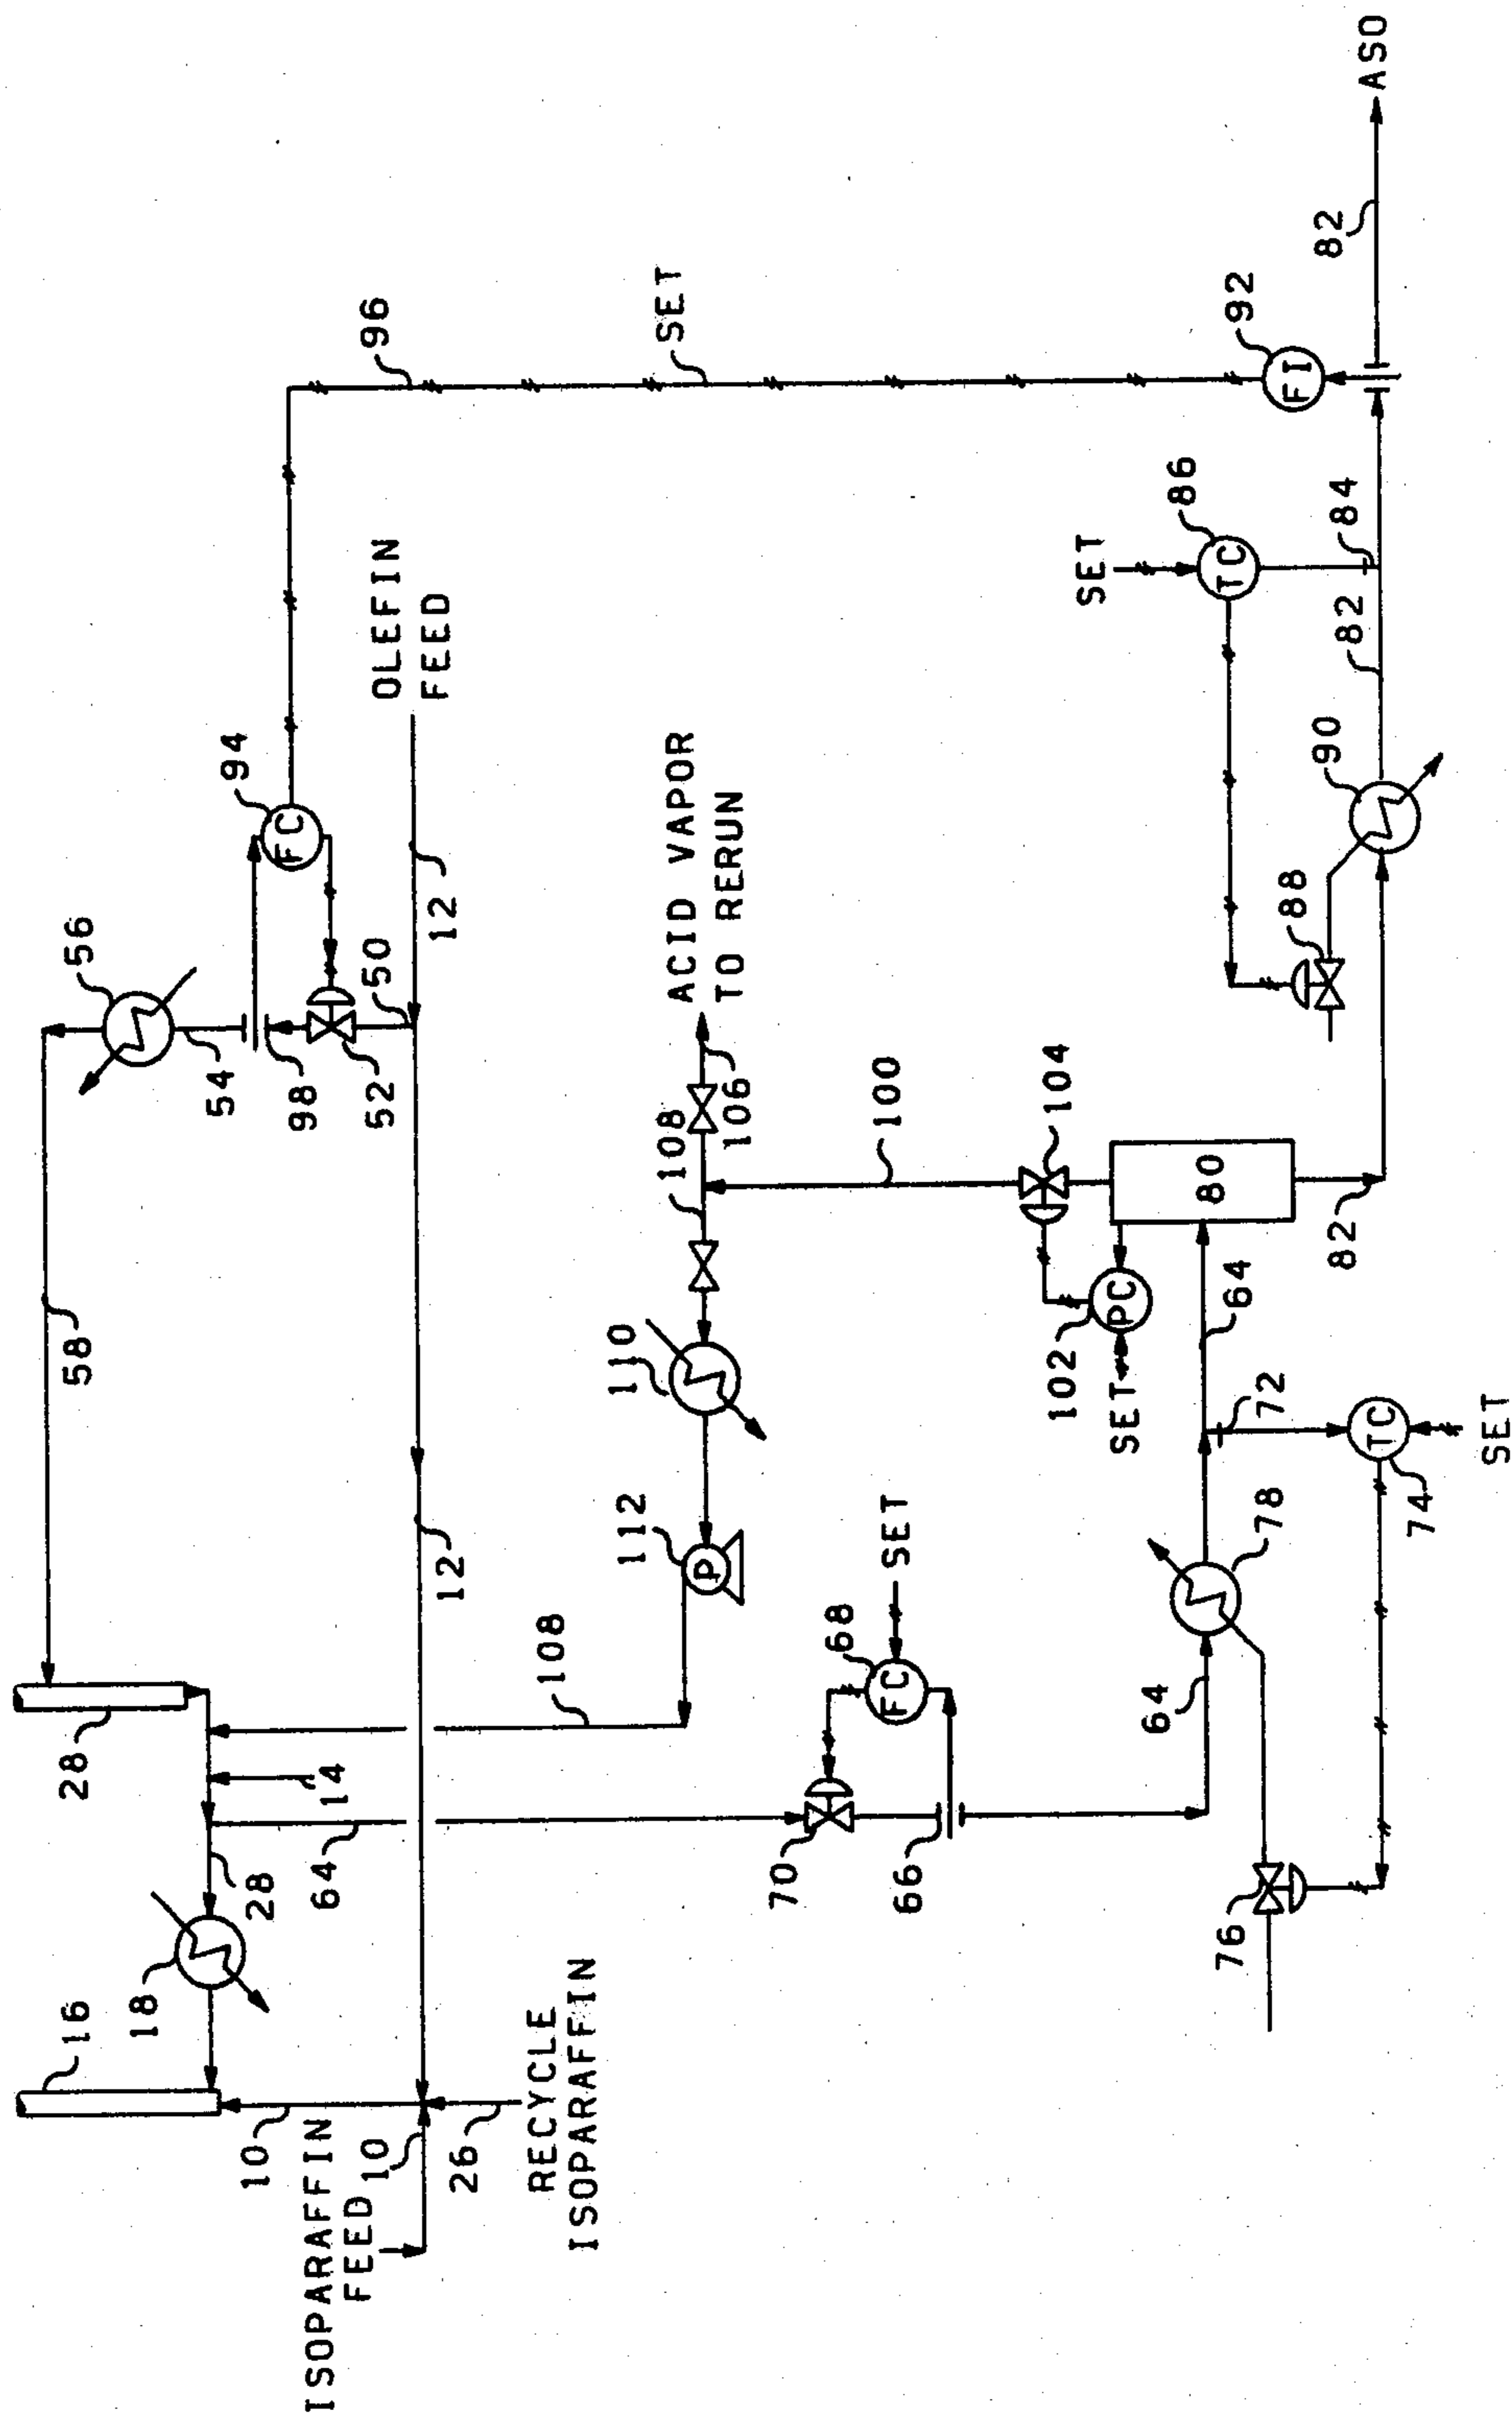 16
18
28
28
14
58
56
54
98
52
50
94
FC
96
SET
OLEFIN
FEED
12
12
64
108
10
10
ISOPARAFFIN
FEED
26
RECYCLE
ISOPARAFFIN
112
P
110
108
106
ACID VAPOR
TO RERUN
100
70
66
68
FC
SET
64
76
78
74
TC
SET
72
64
102
PC
SET
104
80
82
88
90
82
84
86
TC
SET
92
FI
82
ASO